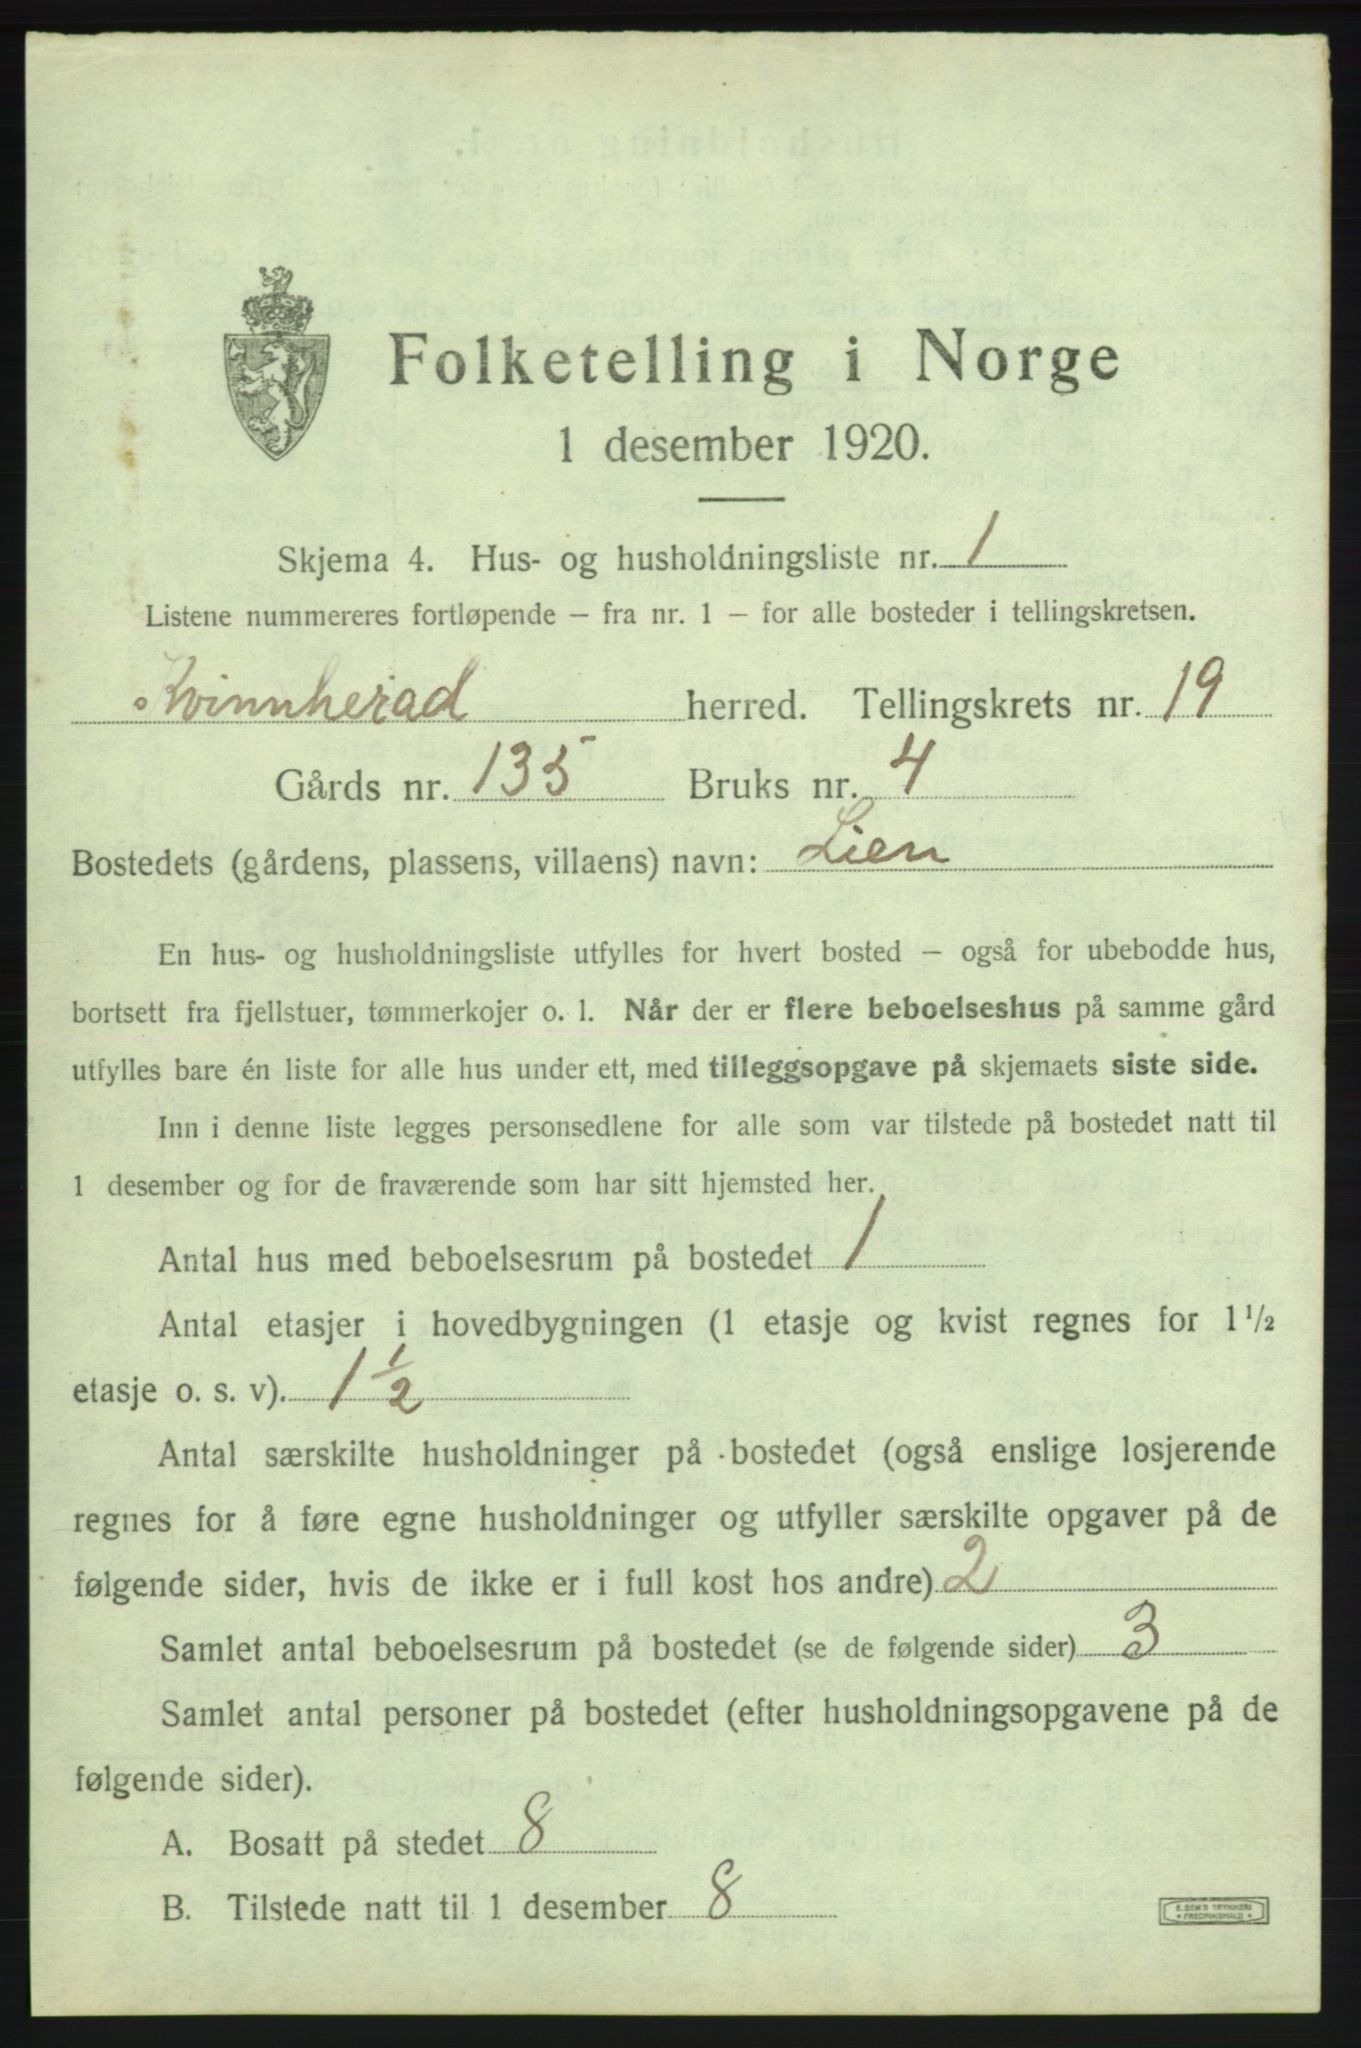 Folketelling i Norge
1 desember 1920.
Skjema 4. Hus- og husholdningsliste nr. 1
Listene nummereres fortløpende – fra nr. 1 – for alle bosteder i tellingskretsen.
Kvinnherad herred. Tellingskrets nr. 19
Gårds nr. 135 Bruks nr. 4
Bostedets (gårdens, plassens, villaens) navn: Lien
En hus- og husholdningsliste utfylles for hvert bosted – også for ubebodde hus,
bortsett fra fjellstuer, tømmerkojer o. l. Når der er flere beboelseshus på samme gård
utfylles bare én liste for alle hus under ett, med tilleggsopgave på skjemaets siste side.
Inn i denne liste legges personsedlene for alle som var tilstede på bostedet natt til
1 desember og for de fraværende som har sitt hjemsted her.
Antal hus med beboelsesrum på bostedet 1
Antal etasjer i hovedbygningen (1 etasje og kvist regnes for 1 1/2
etasje o. s. v). 1 1/2
Antal særskilte husholdninger på bostedet (også enslige losjerende
regnes for å føre egne husholdninger og utfyller særskilte opgaver på de
følgende sider, hvis de ikke er i full kost hos andre) 2
Samlet antal beboelsesrum på bostedet (se de følgende sider) 3
Samlet antal personer på bostedet (efter husholdningsopgavene på de
følgende sider).
A. Bosatt på stedet 8
B. Tilstede natt til 1 desember 8
E. SEM'S TRYKKERI
• FREDRIKSHALD •